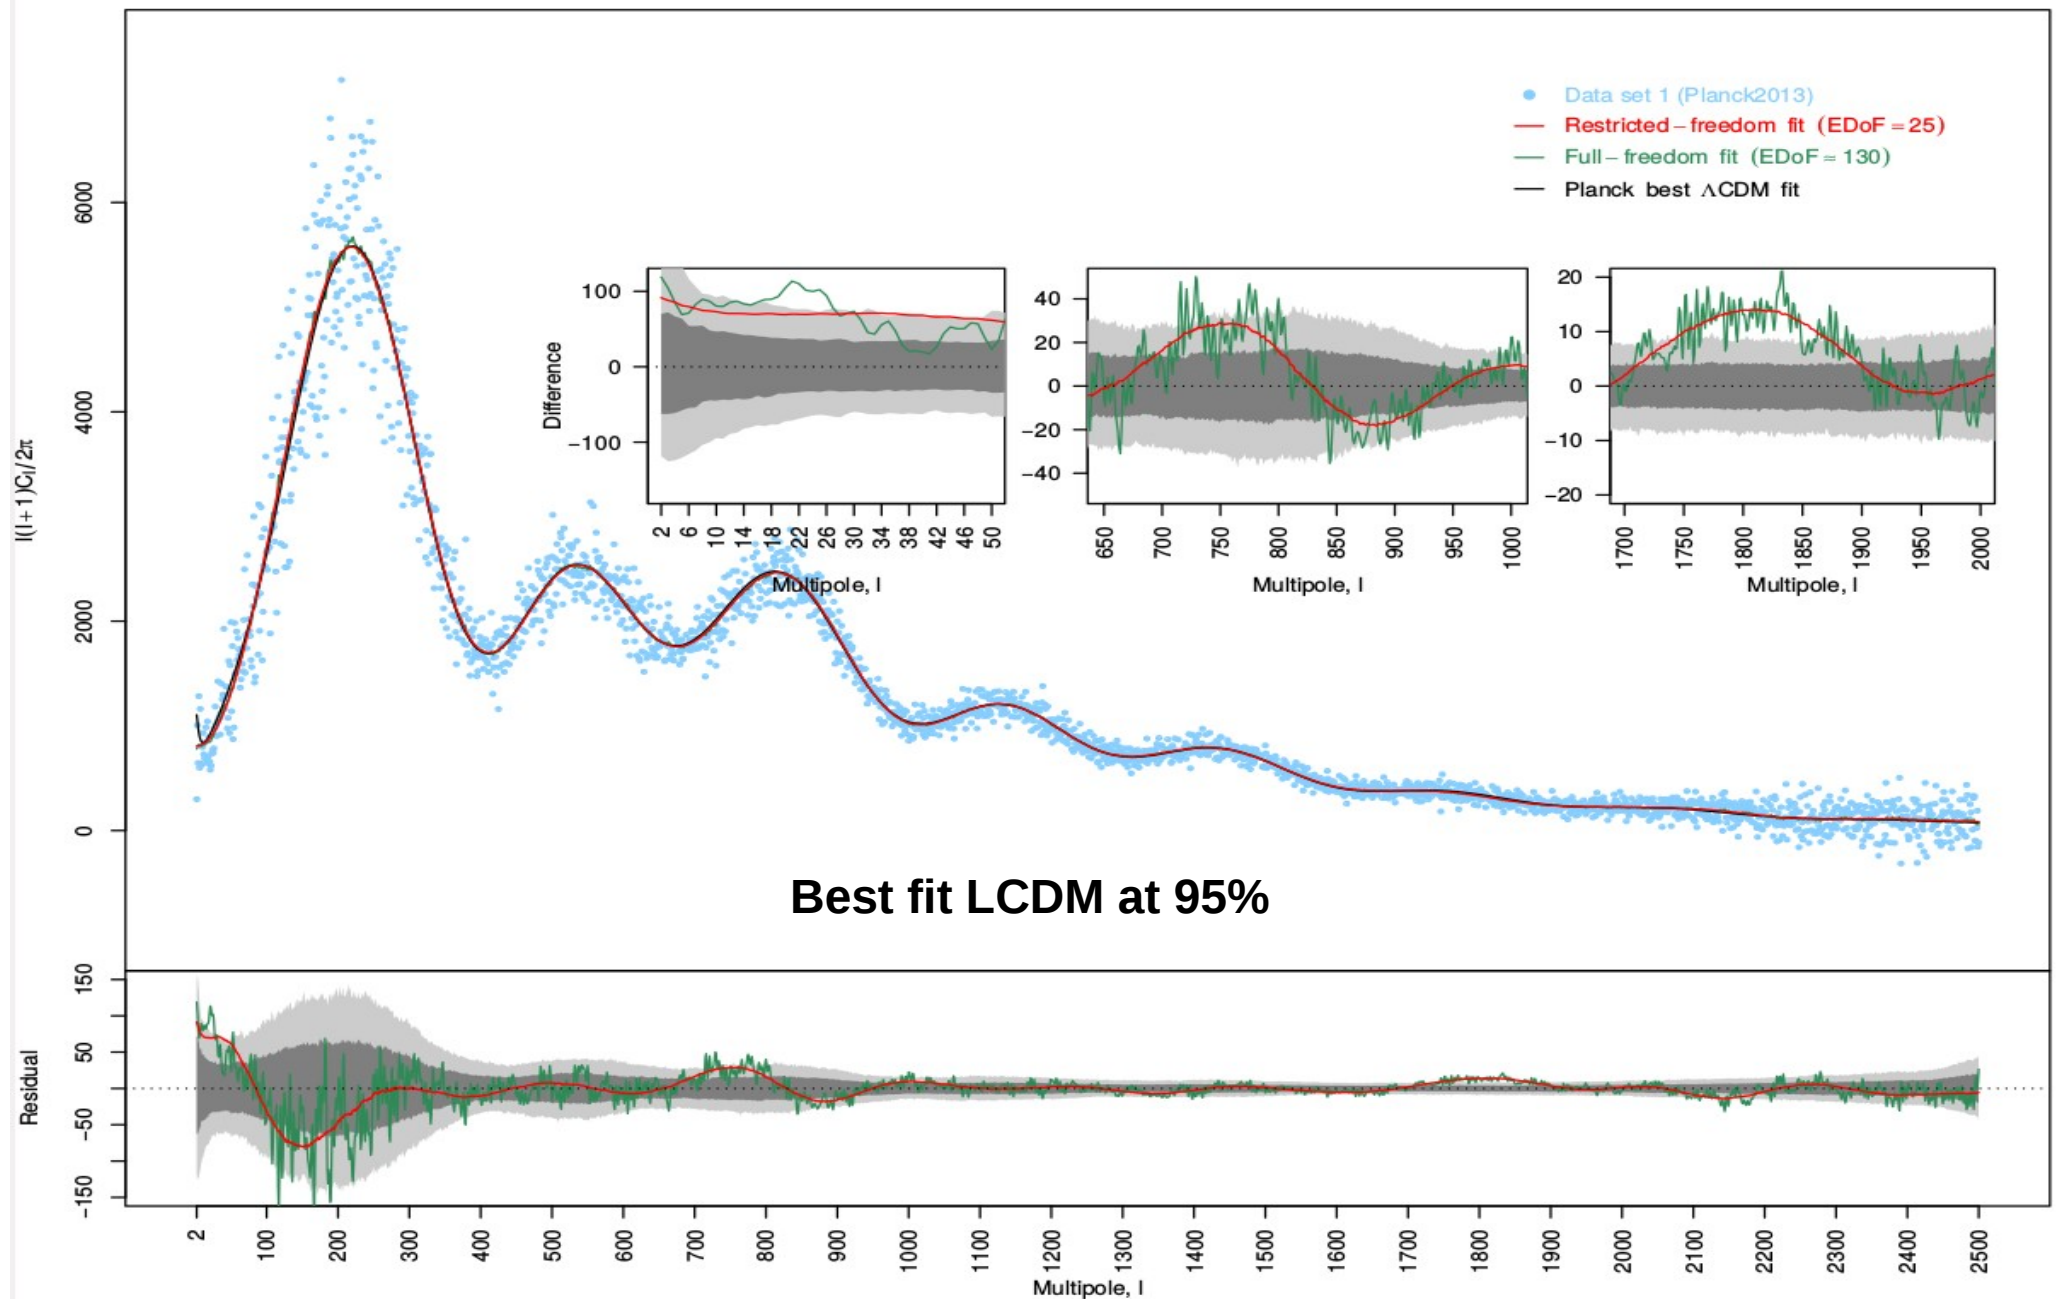 Data set 1 (Planck2013)
Restricted−freedom fit (EDoF=25)
Full−freedom fit (EDoF≃130)
Planck best ΛCDM fit
l(l+1)Cl/2π
6000
4000
2000
0
Difference
100
0
−100
2 6 10 14 18 22 26 30 34 38 42 46 50
Multipole, l
40
20
0
−20
−40
650 700 750 800 850 900 950 1000
Multipole, l
20
10
0
−10
−20
1700 1750 1800 1850 1900 1950 2000
Multipole, l
Best fit LCDM at 95%
Residual
150
50
−50
−150
2 100 200 300 400 500 600 700 800 900 1000 1100 1200 1300 1400 1500 1600 1700 1800 1900 2000 2100 2200 2300 2400 2500
Multipole, l